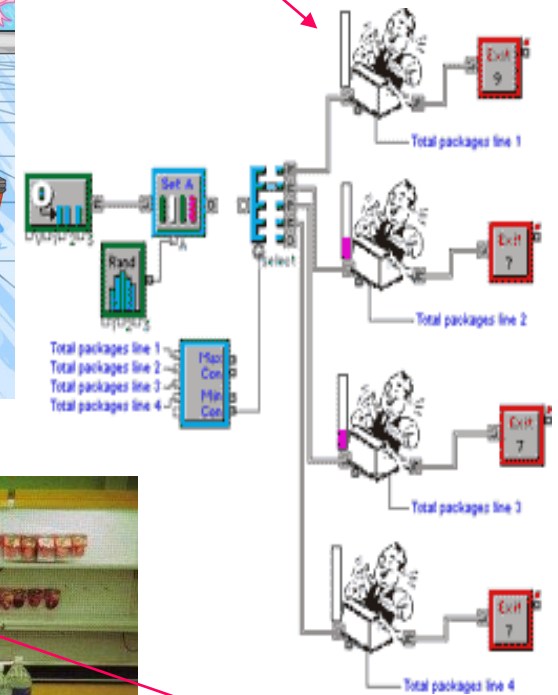 Exit
9
Total packages line 1
Set A
A
Rand
Select
Exit
7
Total packages line 2
Total packages line 1
Total packages line 2
Total packages line 3
Total packages line 4
Max
Con
Min
Con
Exit
7
Total packages line 3
Exit
7
Total packages line 4